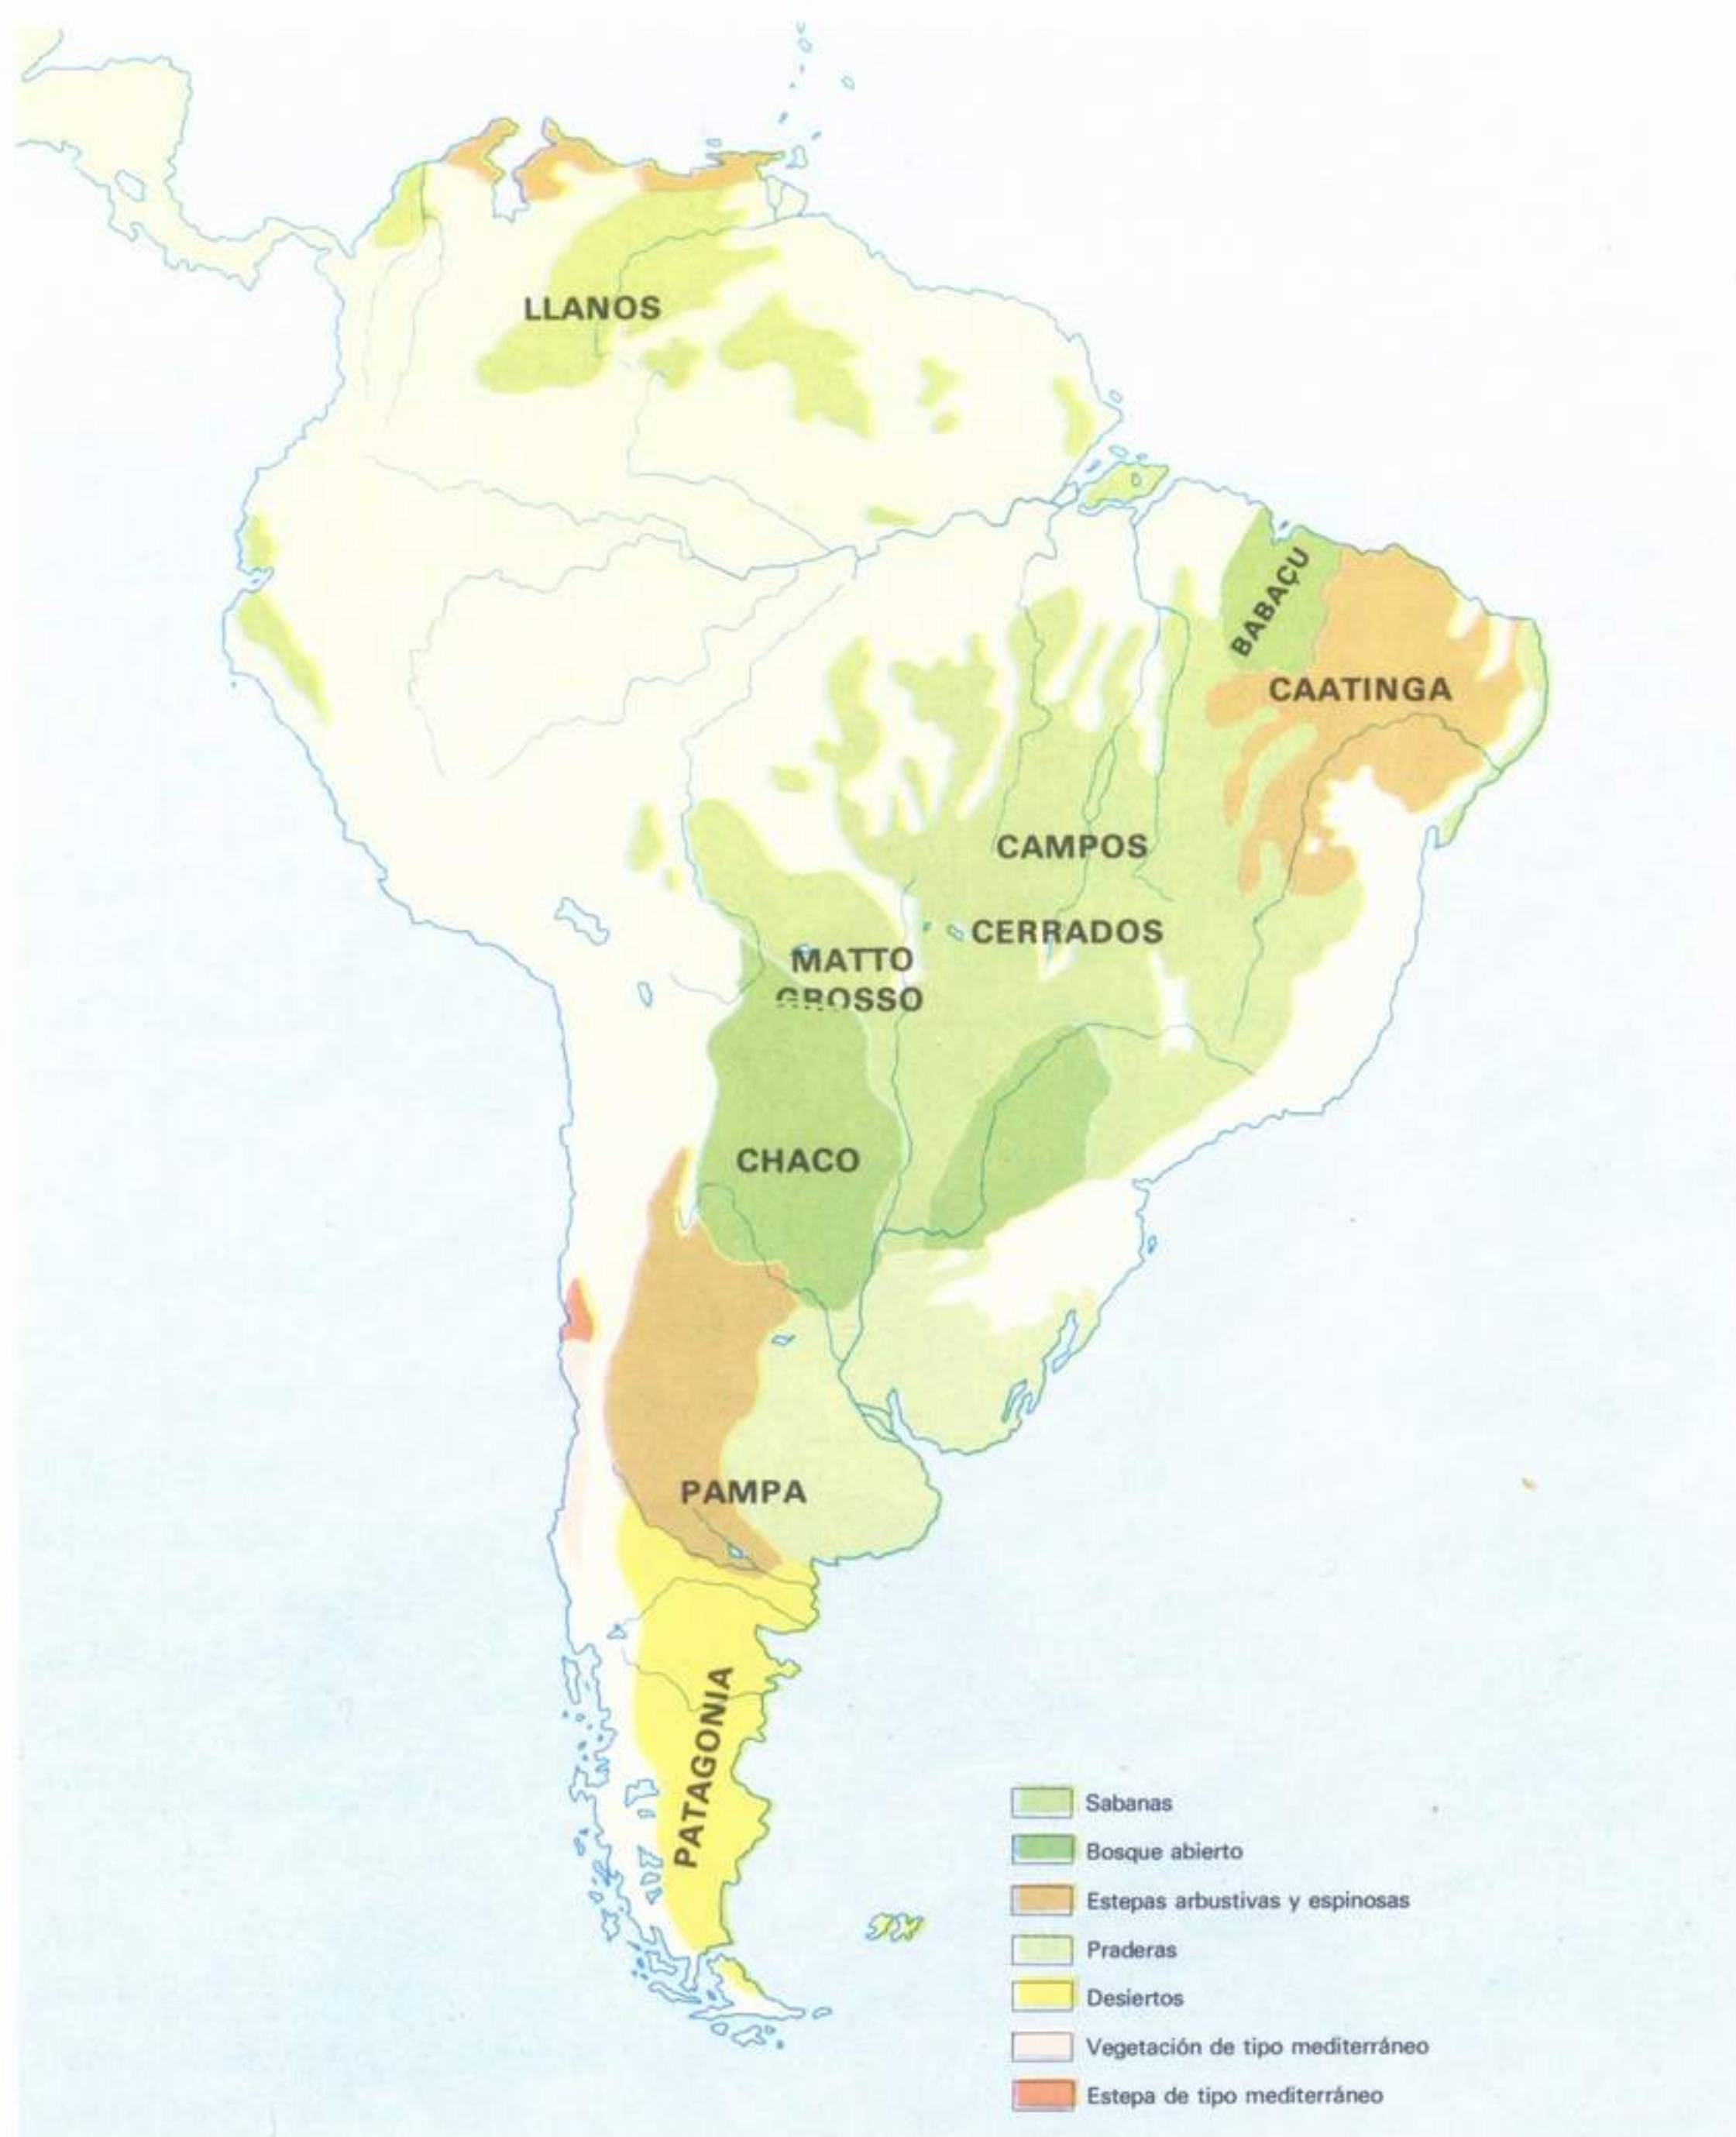 LLANOS
BABAÇU
CAATINGA
CAMPOS
CERRADOS
MATTO
GROSSO
CHACO
PAMPA
PATAGONIA
Sabanas
Bosque abierto
Estepas arbustivas y espinosas
Praderas
Desiertos
Vegetación de tipo mediterráneo
Estepa de tipo mediterráneo